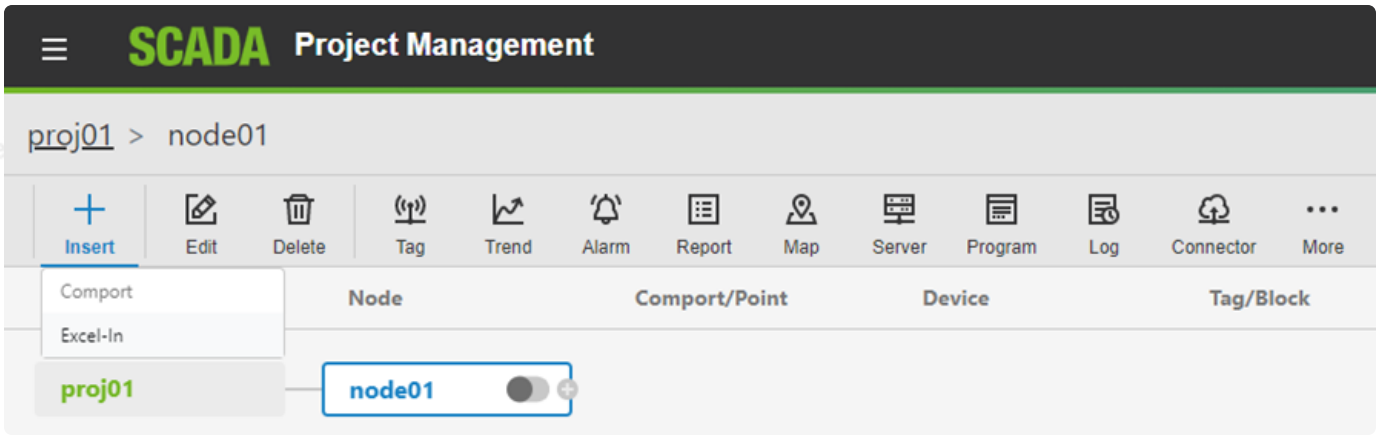 SCADA Project Management
proj01 > node01
Insert Edit Delete Tag Trend Alarm Report Map Server Program Log Connector More
Comport
Excel-In
Node Comport/Point Device Tag/Block
proj01 node01